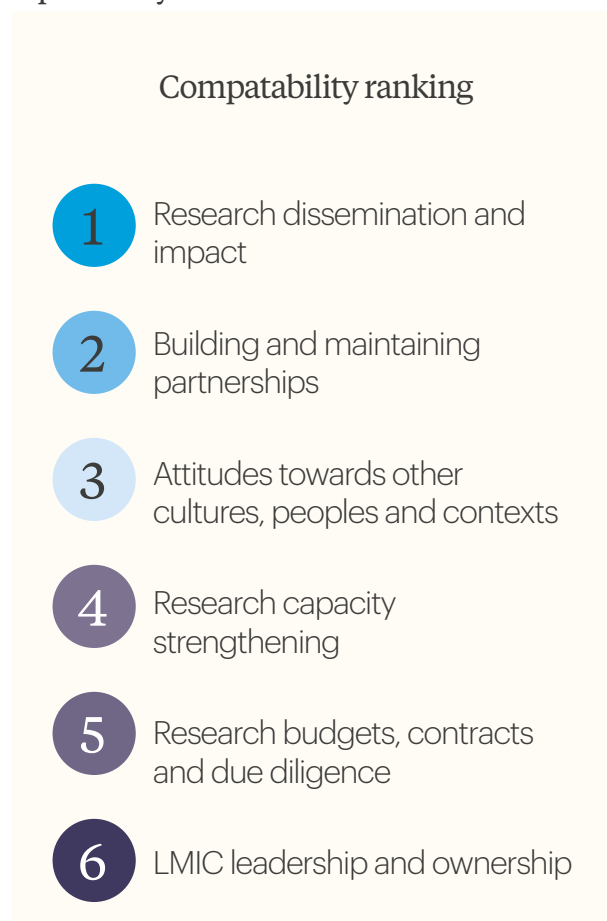 Compatability ranking
1
Research dissemination and
impact
2
Building and maintaining
partnerships
3
Attitudes towards other
cultures, peoples and contexts
4
Research capacity
strengthening
5
Research budgets, contracts
and due diligence
6
LMIC leadership and ownership